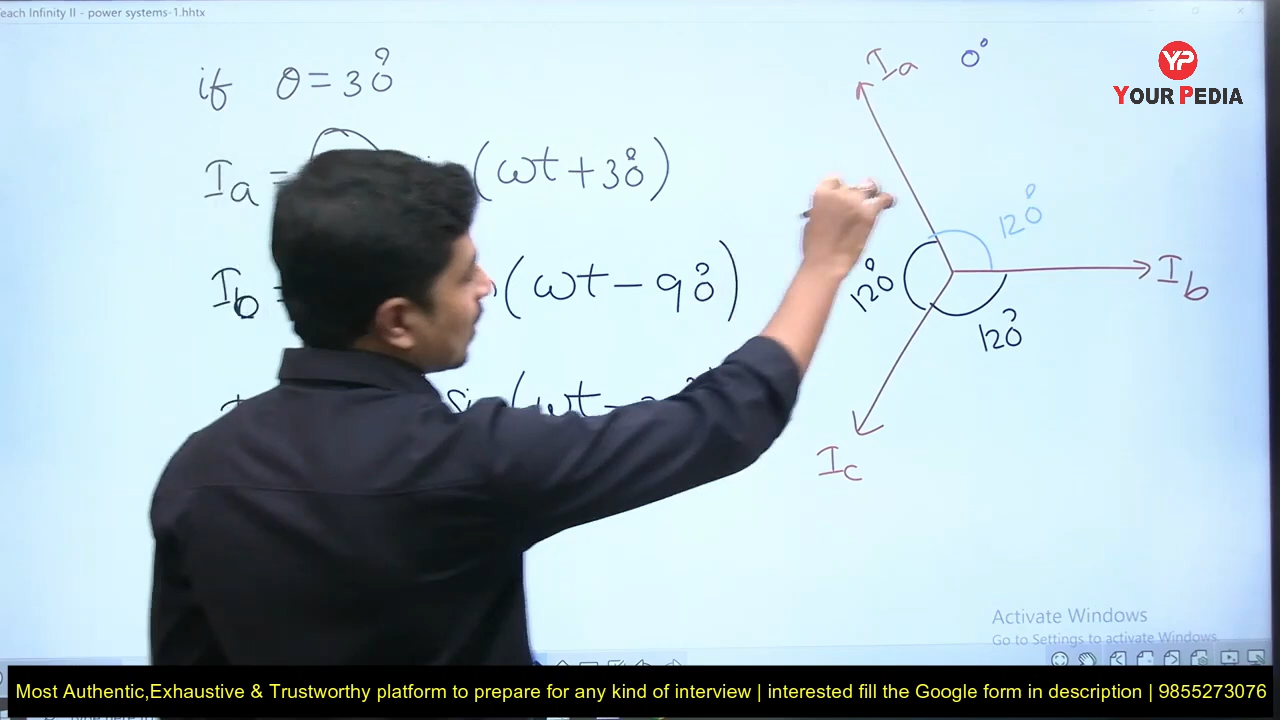 each Infinity II - power systems-1.hhtx
if θ = 30°
Ia = (ωt + 30°)
Ib = (ωt - 90°)
(ωt -
Ia 0°
120°
Ib
120°
120°
Ic
YP
YOUR PEDIA
Activate Windows
Go to Settings to activate Windows.
Most Authentic,Exhaustive & Trustworthy platform to prepare for any kind of interview | interested fill the Google form in description | 9855273076